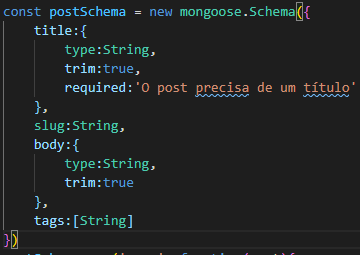 const postSchema = new mongoose.Schema({
    title:{
        type:String,
        trim:true,
        required:'O post precisa de um título'
    },
    slug:String,
    body:{
        type:String,
        trim:true
    },
    tags:[String]
})